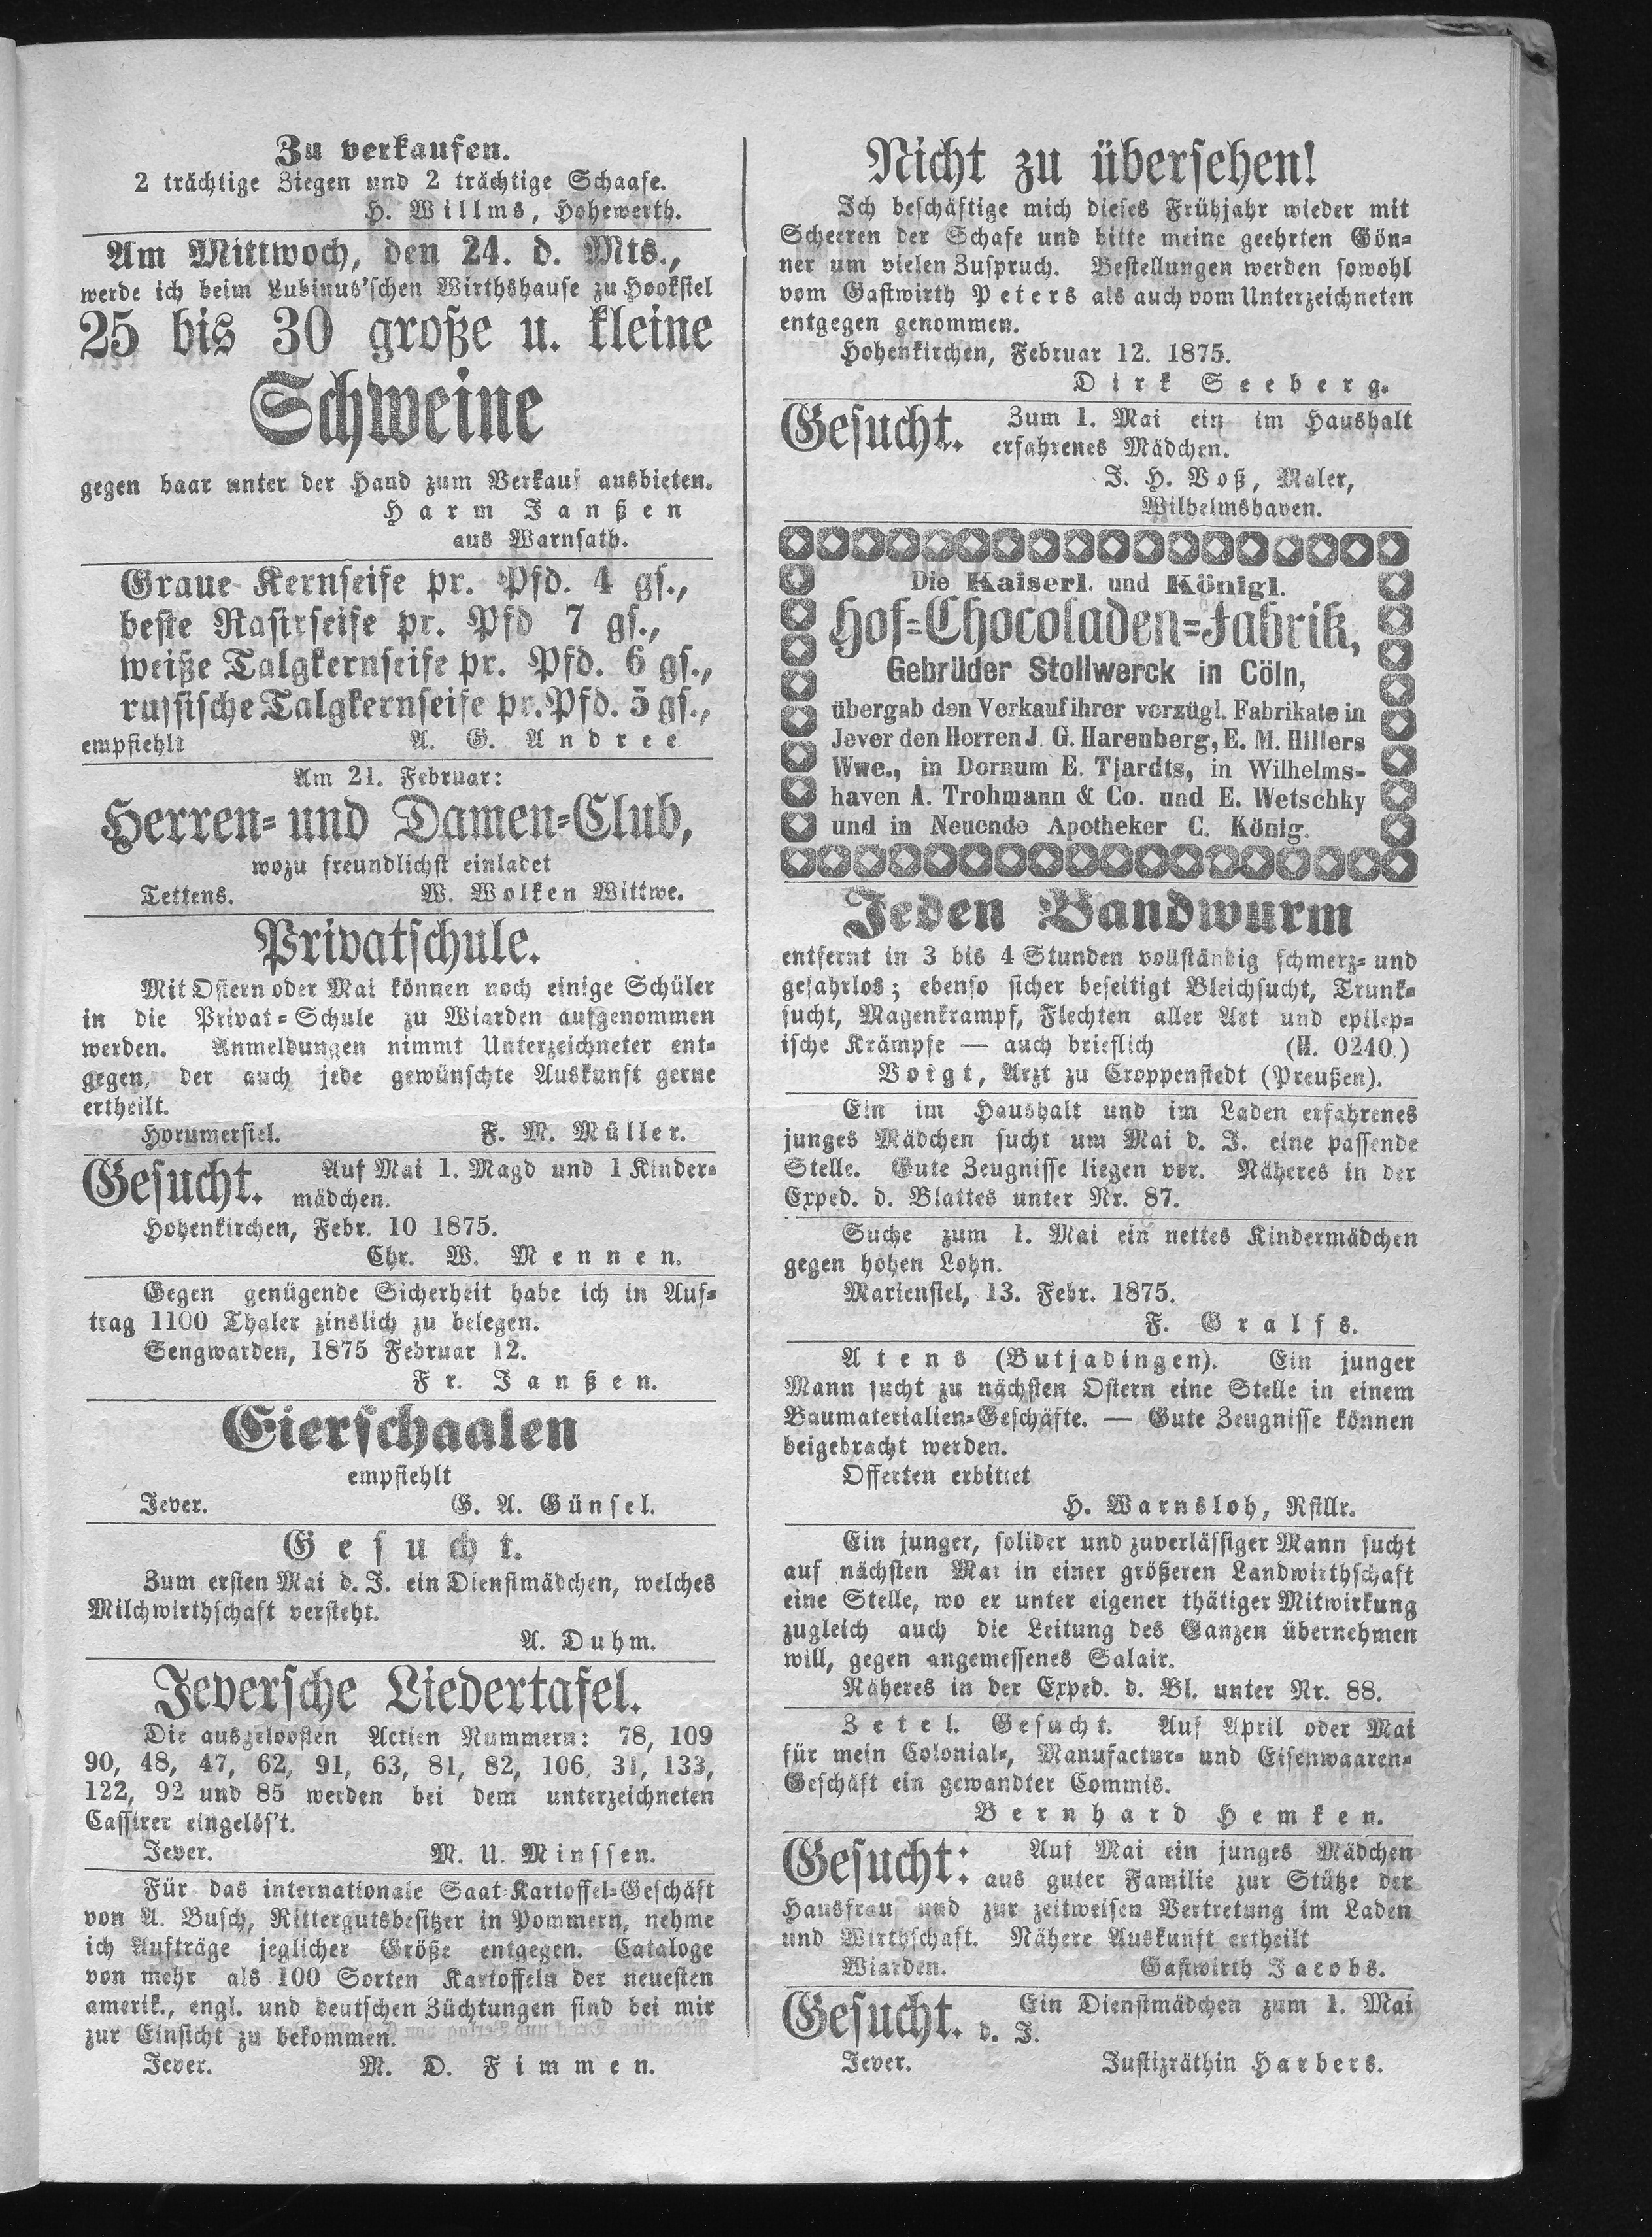 Zu verkaufen.
2 trächtige Ziegen und 2 trächtige Schaafe.
H. Willms, Hohewerth.
Am Mittwoch, den 24. d. Mts.,
werde ich beim Lubinus'schen Wirthshause zu Hooksiel
25 bis 30 große u. kleine
Schweine
gegen baar unter der Hand zum Verkauf ausbieten.
Harm Janßen
aus Warnsath.
Graue Kernseife pr. Pfd. 4 gs.,
beste Rasirseife pr. Pfd 7 gs.,
weiße Talgkernseife pr. Pfd. 6 gs.,
russische Talgkernseife pr. Pfd. 5 gs.,
empfiehlt A. G. Andree
Am 21. Februar:
Herren- und Damen-Club,
wozu freundlichst einladet
Tettens. W. Wolken Wittwe.
Privatschule.
Mit Ostern oder Mai können noch einige Schüler
in die Privat-Schule zu Wiarden aufgenommen
werden. Anmeldungen nimmt Unterzeichneter ent-
gegen, der auch jede gewünschte Auskunft gerne
ertheilt.
Horumersiel. F. M. Müller.
Gesucht. Auf Mai 1. Magd und 1 Kinder-
mädchen.
Hohenkirchen, Febr. 10 1875.
Chr. W. Mennen.
Gegen genügende Sicherheit habe ich in Auf-
trag 1100 Thaler zinslich zu belegen.
Sengwarden, 1875 Februar 12.
Fr. Janßen.
Eierschaalen
empfiehlt
Jever. G. A. Günsel.
Gesucht.
Zum ersten Mai d. J. ein Dienstmädchen, welches
Milchwirthschaft versteht.
A. Duhm.
Jeversche Liedertafel.
Die ausgeloosten Actien Nummern: 78, 109
90, 48, 47, 62, 91, 63, 81, 82, 106, 31, 133,
122, 92 und 85 werden bei dem unterzeichneten
Cassirer eingelös't.
Jever. M. U. Minssen.
Für das internationale Saat-Kartoffel-Geschäft
von A. Busch, Rittergutsbesitzer in Pommern, nehme
ich Aufträge jeglicher Größe entgegen. Cataloge
von mehr als 100 Sorten Kartoffeln der neuesten
amerik., engl. und deutschen Züchtungen sind bei mir
zur Einsicht zu bekommen.
Jever. M. D. Fimmen.
Nicht zu übersehen!
Ich beschäftige mich dieses Frühjahr wieder mit
Scheeren der Schafe und bitte meine geehrten Gön-
ner um vielen Zuspruch. Bestellungen werden sowohl
vom Gastwirth Peters als auch vom Unterzeichneten
entgegen genommen.
Hohenkirchen, Februar 12. 1875.
Dirk Seeberg.
Gesucht. Zum 1. Mai ein im Haushalt
erfahrenes Mädchen.
J. H. Voß, Maler,
Wilhelmshaven.
Die Kaiserl. und Königl.
Hof-Chocoladen-Fabrik,
Gebrüder Stollwerck in Cöln,
übergab den Verkauf ihrer vorzügl. Fabrikate in
Jever den Herren J. G. Harenberg, E. M. Hillers
Wwe., in Dornum E. Tjardts, in Wilhelms-
haven A. Trohmann & Co. und E. Wetschky
und in Neuende Apotheker C. König.
Jeden Bandwurm
entfernt in 3 bis 4 Stunden vollständig schmerz- und
gefahrlos; ebenso sicher beseitigt Bleichsucht, Trunk-
sucht, Magenkrampf, Flechten aller Art und epilep-
ische Krämpfe — auch brieflich (H. 0240.)
Voigt, Arzt zu Croppenstedt (Preußen).
Ein im Haushalt und im Laden erfahrenes
junges Mädchen sucht um Mai d. J. eine passende
Stelle. Gute Zeugnisse liegen vor. Näheres in der
Exped. d. Blattes unter Nr. 87.
Suche zum 1. Mai ein nettes Kindermädchen
gegen hohen Lohn.
Mariensiel, 13. Febr. 1875.
F. Gralfs.
Atens (Butjadingen). Ein junger
Mann sucht zu nächsten Ostern eine Stelle in einem
Baumaterialien-Geschäfte. — Gute Zeugnisse können
beigebracht werden.
Offerten erbittet
H. Warnsloh, Rstllr.
Ein junger, solider und zuverlässiger Mann sucht
auf nächsten Mai in einer größeren Landwirthschaft
eine Stelle, wo er unter eigener thätiger Mitwirkung
zugleich auch die Leitung des Ganzen übernehmen
will, gegen angemessenes Salair.
Näheres in der Exped. d. Bl. unter Nr. 88.
Zetel. Gesucht. Auf April oder Mai
für mein Colonial-, Manufactur- und Eisenwaaren-
Geschäft ein gewandter Commis.
Bernhard Hemken.
Gesucht: Auf Mai ein junges Mädchen
aus guter Familie zur Stütze der
Hausfrau und zur zeitweisen Vertretung im Laden
und Wirthschaft. Nähere Auskunft ertheilt
Wiarden. Gastwirth Jacobs.
Gesucht. Ein Dienstmädchen zum 1. Mai
d. J.
Jever. Justizräthin Harbers.